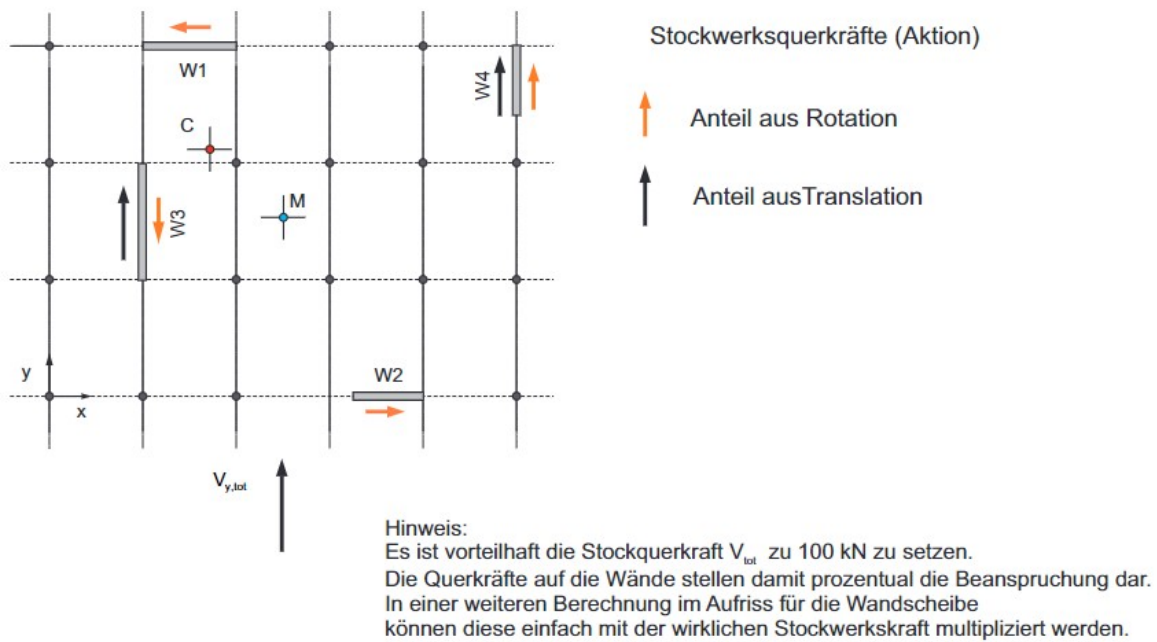 Stockwerksquerkräfte (Aktion)
W1
W4
C
Anteil aus Rotation
M
W3
Anteil ausTranslation
y
W2
x
Vy,tot
Hinweis:
Es ist vorteilhaft die Stockquerkraft Vtot zu 100 kN zu setzen.
Die Querkräfte auf die Wände stellen damit prozentual die Beanspruchung dar.
In einer weiteren Berechnung im Aufriss für die Wandscheibe
können diese einfach mit der wirklichen Stockwerkskraft multipliziert werden.